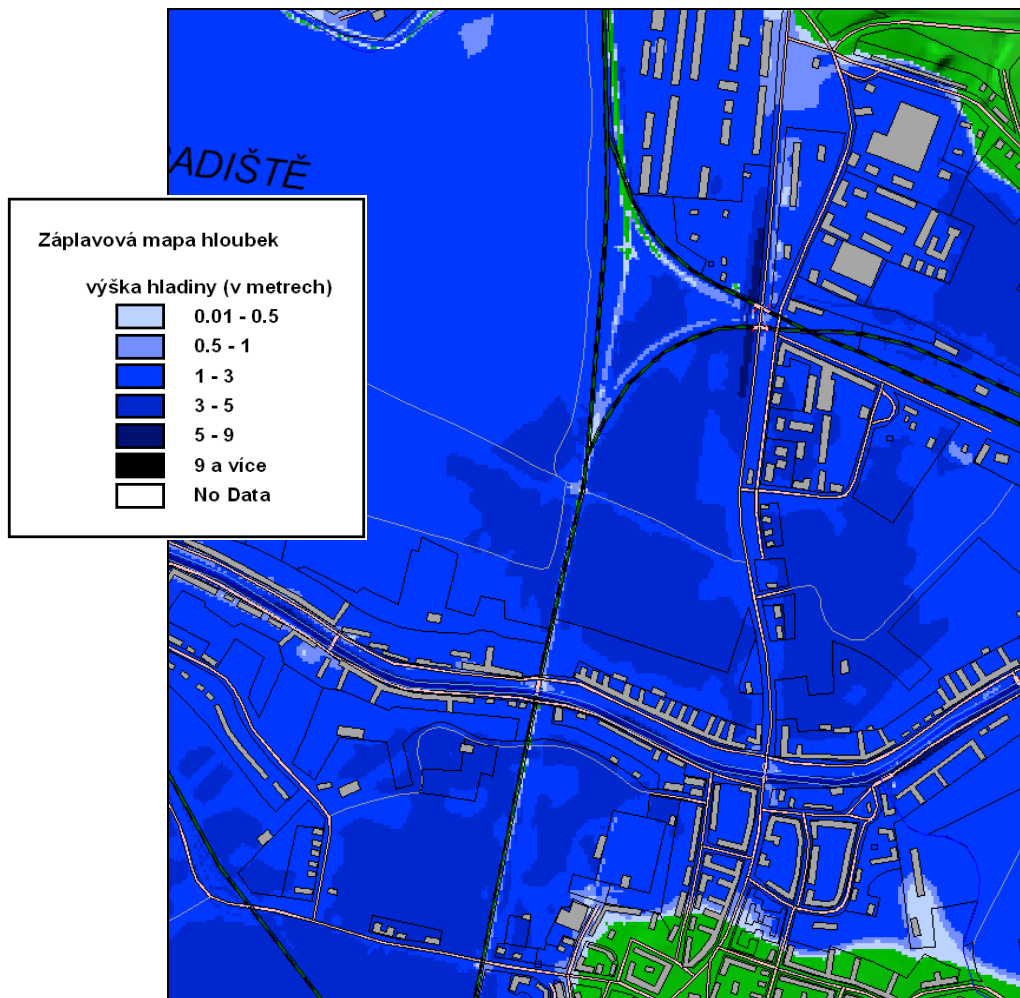 ADIŠTĚ
Záplavová mapa hloubek
výška hladiny (v metrech)
0.01 - 0.5
0.5 - 1
1 - 3
3 - 5
5 - 9
9 a více
No Data